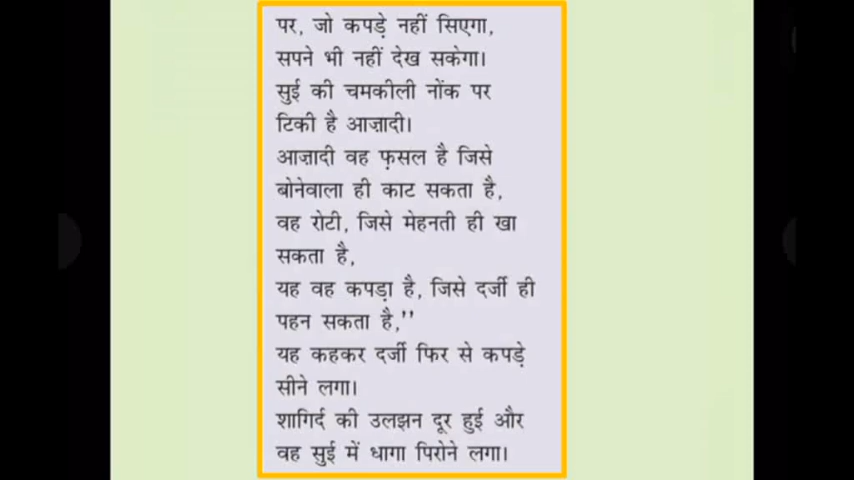 पर, जो कपड़े नहीं सिएगा,
सपने भी नहीं देख सकेगा।
सुई की चमकीली नोंक पर
टिकी है आज़ादी।
आज़ादी वह फ़सल है जिसे
बोनेवाला ही काट सकता है,
वह रोटी, जिसे मेहनती ही खा
सकता है,
यह वह कपड़ा है, जिसे दर्जी ही
पहन सकता है,’’
यह कहकर दर्जी फिर से कपड़े
सीने लगा।
शागिर्द की उलझन दूर हुई और
वह सुई में धागा पिरोने लगा।